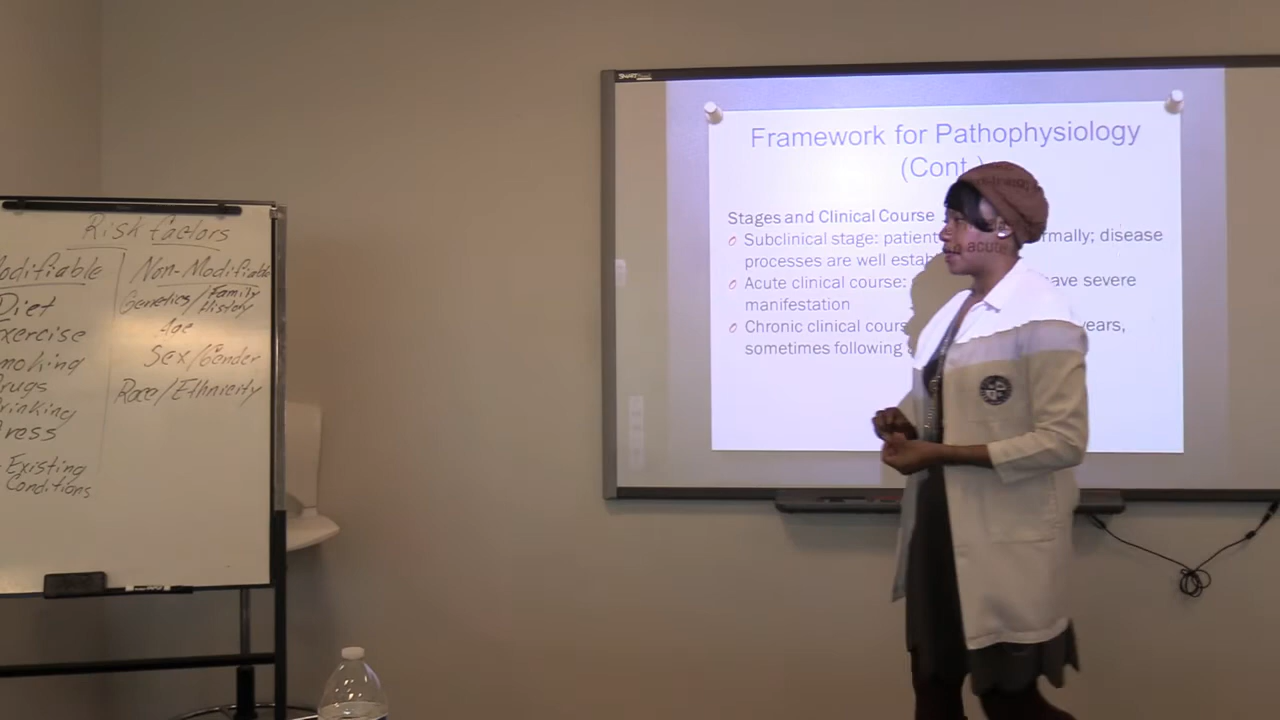 Risk factors
odifiable
Non-Modifiable
Diet
xercise
moking
rugs
rinking
ress
Existing
Conditions
Genetics/Family
History
Age
Sex/Gender
Race/Ethnicity
SMART
Framework for Pathophysiology
(Cont.)
Stages and Clinical Course
Subclinical stage: patient rmally; disease
processes are well estab
Acute clinical course: ave severe
manifestation
Chronic clinical cours years,
sometimes following